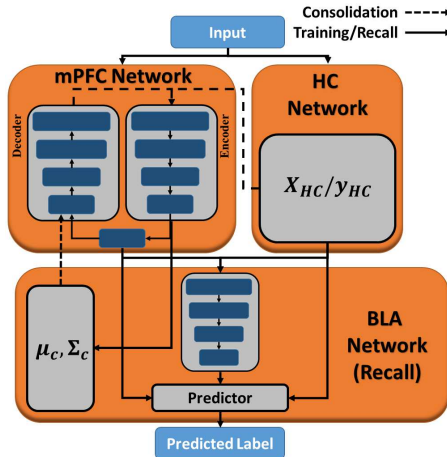 Input
Consolidation
Training/Recall
mPFC Network
HC
Network
Decoder
Encoder
X_HC/y_HC
μ_c, Σ_c
BLA
Network
(Recall)
Predictor
Predicted Label